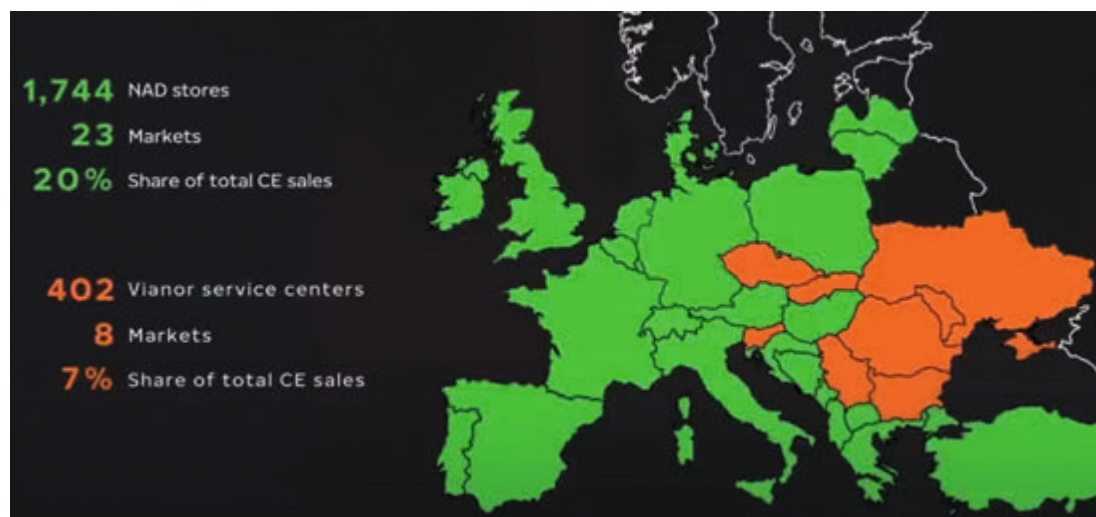 1,744 NAD stores
23 Markets
20% Share of total CE sales
402 Vianor service centers
8 Markets
7% Share of total CE sales